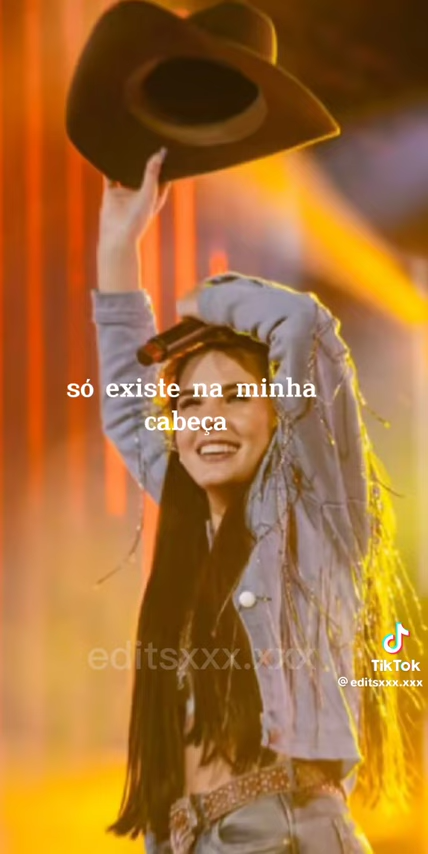 só existe na minha
cabeça
editsxxx.xxx
TikTok
@editsxxx.xxx